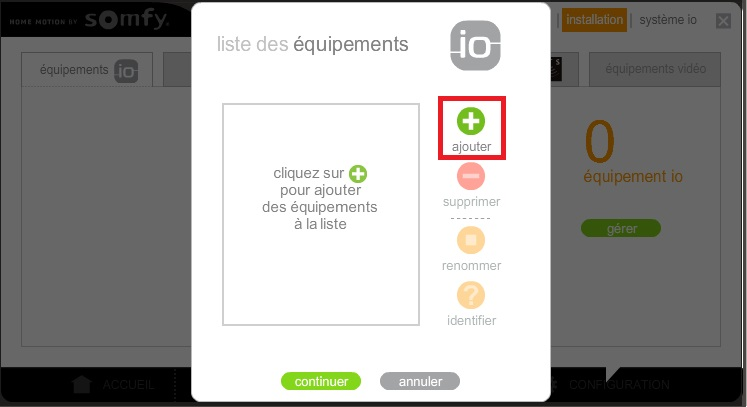 HOME MOTION BY somfy.
installation
système io
liste des équipements
io
équipements io
équipements vidéo
cliquez sur
pour ajouter
des équipements
à la liste
ajouter
supprimer
renommer
identifier
0
équipement io
gérer
continuer
annuler
ACCUEIL
CONFIGURATION